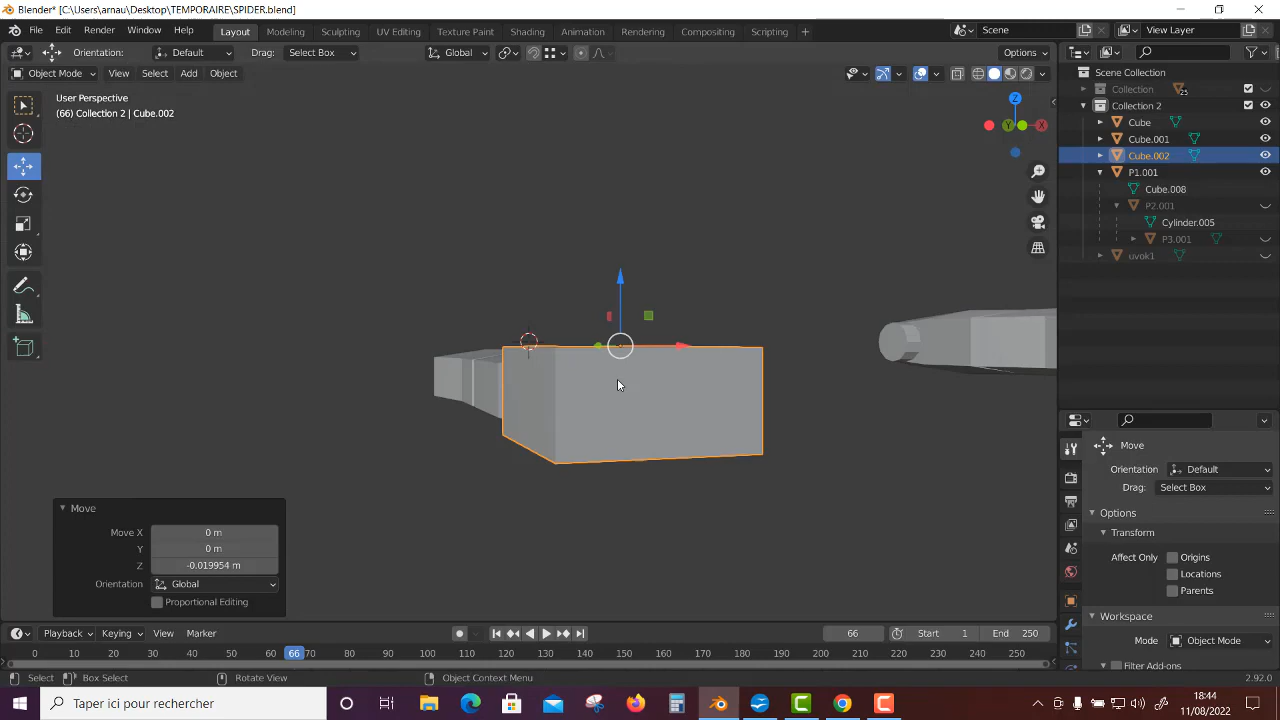 Blender* [C:\Users\arnau\Desktop\TEMPORAIRE\SPIDER.blend]
File Edit Render Window Help Layout Modeling Sculpting UV Editing Texture Paint Shading Animation Rendering Compositing Scripting + Scene View Layer
Orientation: Default Drag: Select Box Global Options
Object Mode View Select Add Object
Scene Collection
Collection 25
Collection 2
Cube
Cube.001
Cube.002
P1.001
Cube.008
P2.001
Cylinder.005
P3.001
uvok1
User Perspective
(66) Collection 2 | Cube.002
Z
Y
X
Move
Move X 0 m
Y 0 m
Z -0.019954 m
Orientation Global
Proportional Editing
Move
Orientation Default
Drag: Select Box
Options
Transform
Affect Only Origins
Locations
Parents
Workspace
Mode Object Mode
Filter Add-ons
Playback Keying View Marker 66 Start 1 End 250
0 10 20 30 40 50 60 66 70 80 90 100 110 120 130 140 150 160 170 180 190 200 210 220 230 240 250
Select Box Select Rotate View Object Context Menu 2.92.0
Taper ici pour rechercher
18:44
11/08/2022